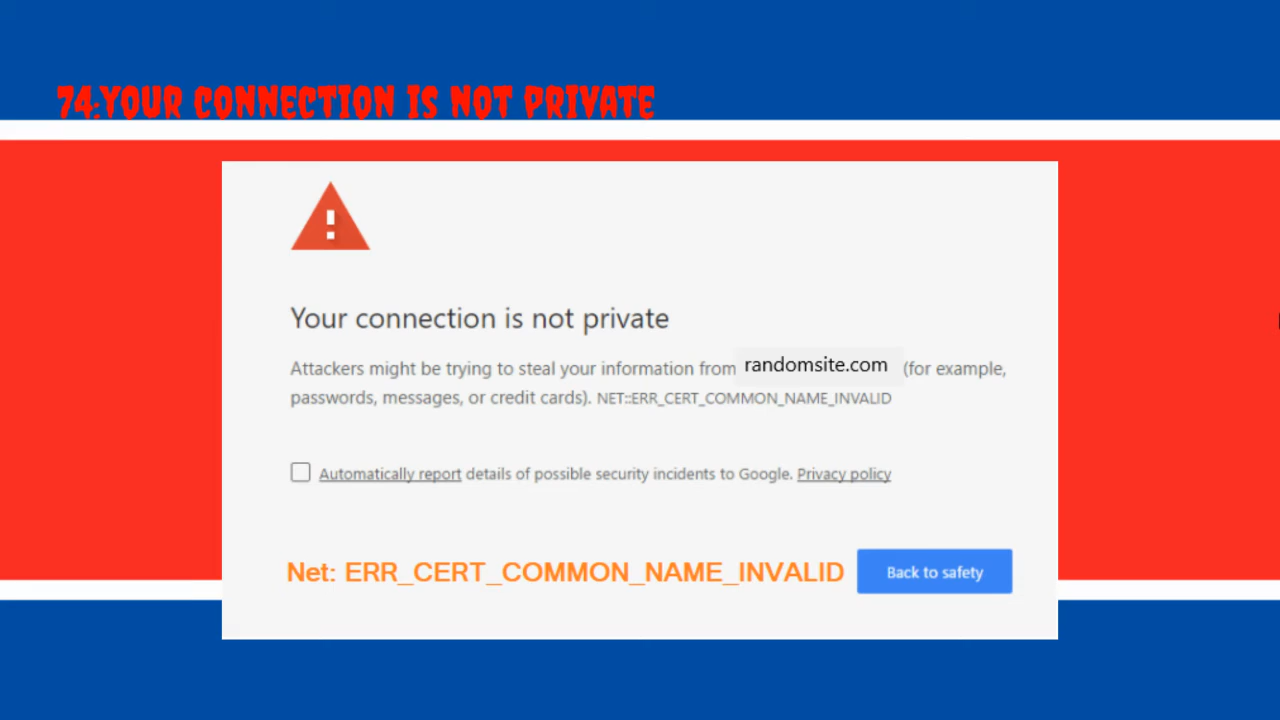 74.YOUR CONNECTION IS NOT PRIVATE
Your connection is not private
Attackers might be trying to steal your information from randomsite.com (for example,
passwords, messages, or credit cards). NET::ERR_CERT_COMMON_NAME_INVALID
Automatically report details of possible security incidents to Google. Privacy policy
Net: ERR_CERT_COMMON_NAME_INVALID
Back to safety